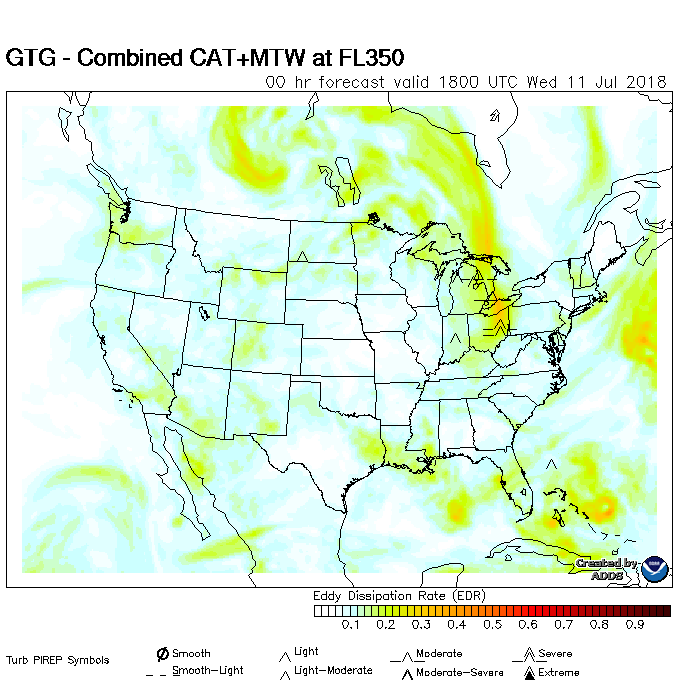 GTG - Combined CAT+MTW at FL350
00 hr forecast valid 1800 UTC Wed 11 Jul 2018
Created by
ADDS
Eddy Dissipation Rate (EDR)
0.1 0.2 0.3 0.4 0.5 0.6 0.7 0.8 0.9
Turb PIREP Symbols
Smooth
Light
Moderate
Severe
Smooth-Light
Light-Moderate
Moderate-Severe
Extreme